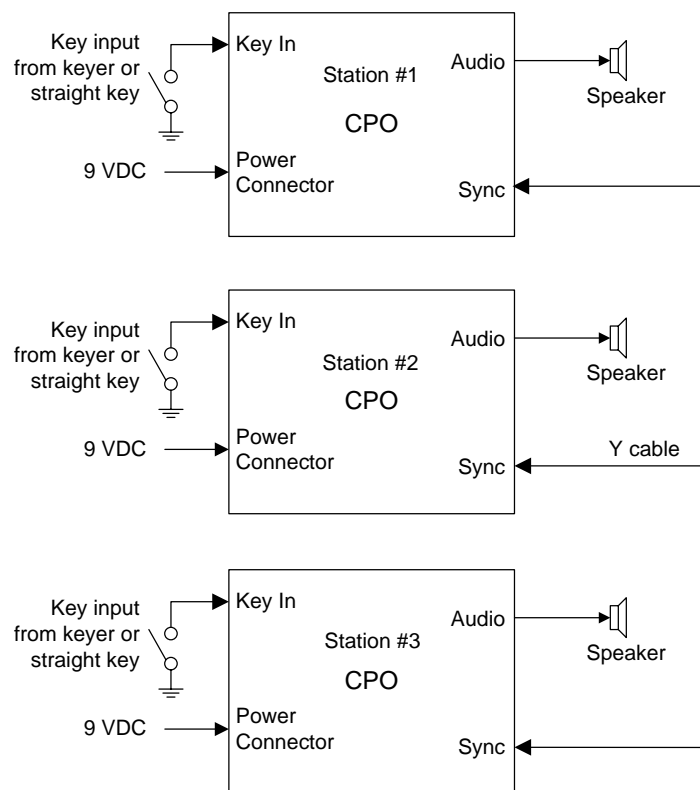 Key input
from keyer or
straight key
Key In
Station #1
CPO
Audio
Speaker
9 VDC
Power
Connector
Sync
Key input
from keyer or
straight key
Key In
Station #2
CPO
Audio
Speaker
9 VDC
Power
Connector
Sync
Y cable
Key input
from keyer or
straight key
Key In
Station #3
CPO
Audio
Speaker
9 VDC
Power
Connector
Sync